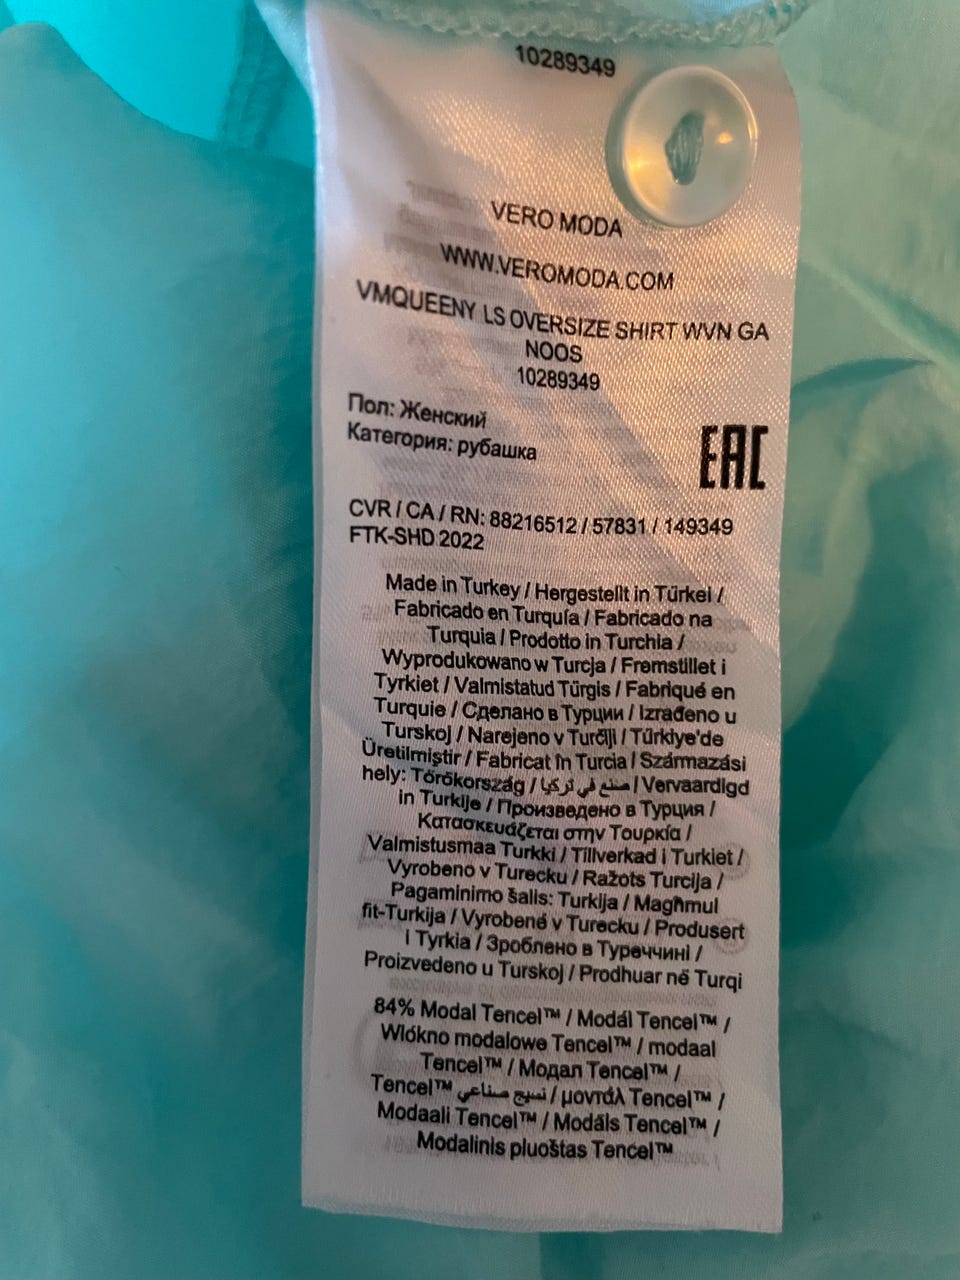 10289349
VERO MODA
WWW.VEROMODA.COM
VMQUEENY LS OVERSIZE SHIRT WVN GA
NOOS
10289349
Пол: Женский
Категория: рубашка
EAC
CVR / CA / RN: 88216512 / 57831 / 149349
FTK-SHD 2022
Made in Turkey / Hergestellt in Türkei /
Fabricado en Turquía / Fabricado na
Turquia / Prodotto in Turchia /
Wyprodukowano w Turcja / Fremstillet i
Tyrkiet / Valmistatud Türgis / Fabriqué en
Turquie / Сделано в Турции / Izrađeno u
Turskoj / Narejeno v Turčiji / Türkiye'de
Üretilmiştir / Fabricat în Turcia / Származási
hely: Törökország / صنع في تركيا / Vervaardigd
in Turkije / Произведено в Турция /
Κατασκευάζεται στην Τουρκία /
Valmistusmaa Turkki / Tillverkad i Turkiet /
Vyrobeno v Turecku / Ražots Turcija /
Pagaminimo šalis: Turkija / Magħmul
fit-Turkija / Vyrobené v Turecku / Produsert
i Tyrkia / Зроблено в Туреччині /
Proizvedeno u Turskoj / Prodhuar në Turqi
84% Modal Tencel™ / Modál Tencel™ /
Włókno modalowe Tencel™ / modaal
Tencel™ / Модал Tencel™ /
Tencel™ نسيج صناعي / μοντάλ Tencel™ /
Modaali Tencel™ / Modāls Tencel™ /
Modalinis pluoštas Tencel™